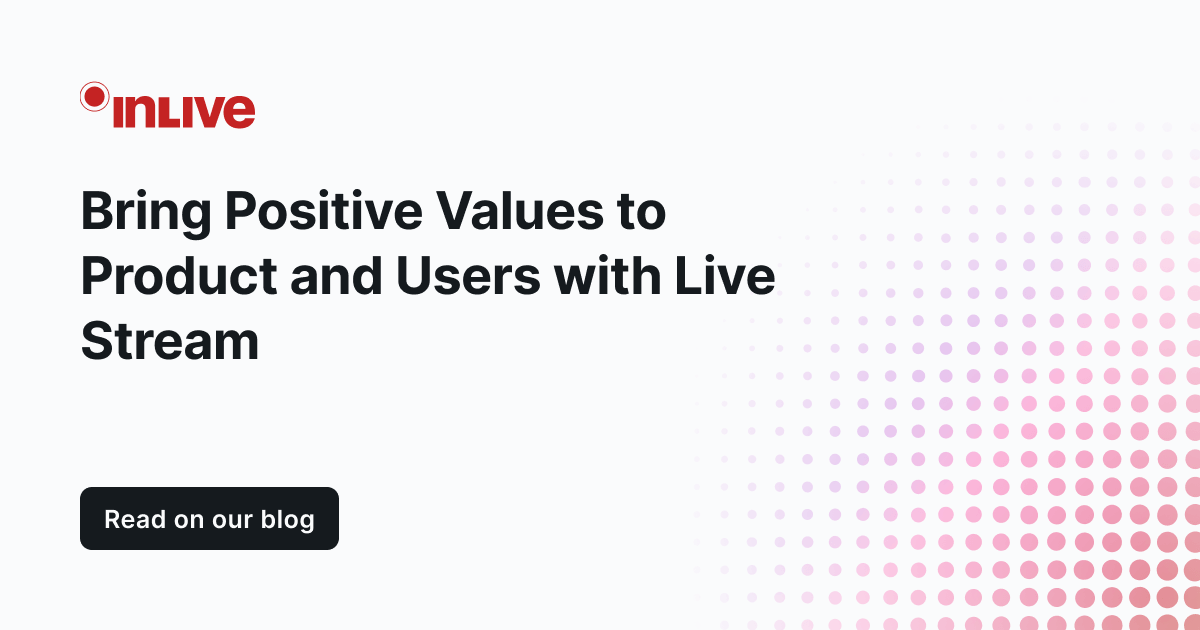 inLive
Bring Positive Values to
Product and Users with Live
Stream
Read on our blog